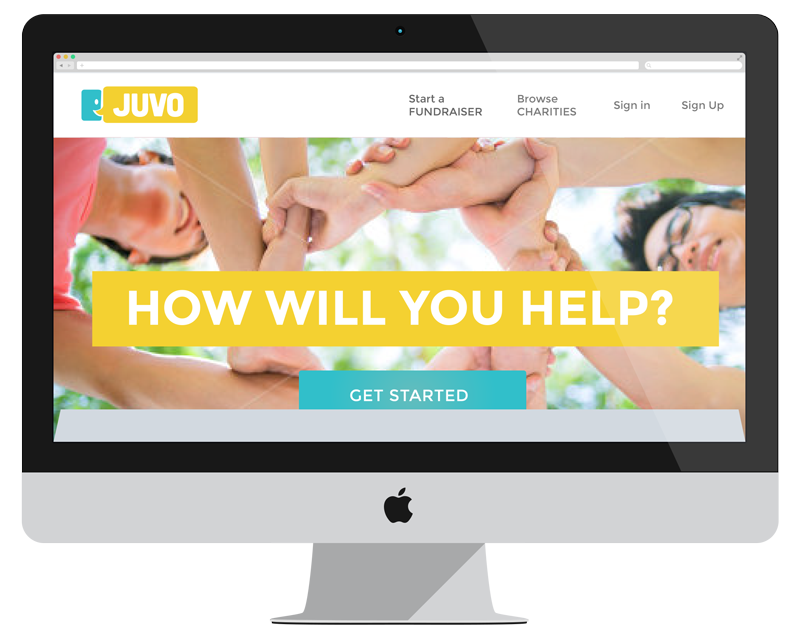 JUVO
Start a
FUNDRAISER
Browse
CHARITIES
Sign in
Sign Up
HOW WILL YOU HELP?
GET STARTED